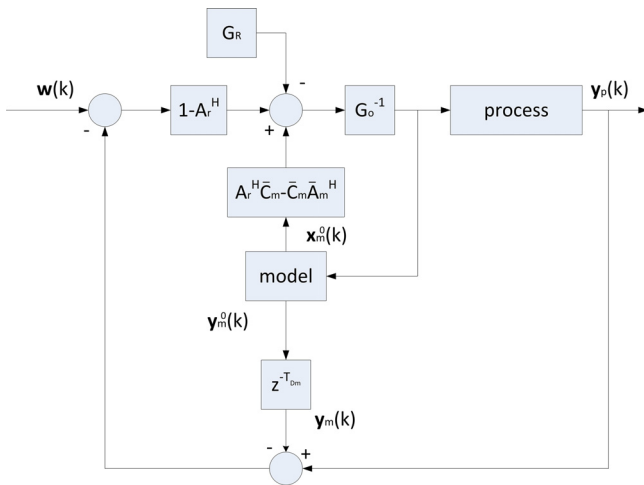 G_R
-
w(k)
y_p(k)
1-A_r^H
G_o^-1
process
-
+
A_r^H C̄_m-C̄_m Ā_m^H
x_m^0(k)
model
y_m^0(k)
z^-T_Dm
y_m(k)
-
+